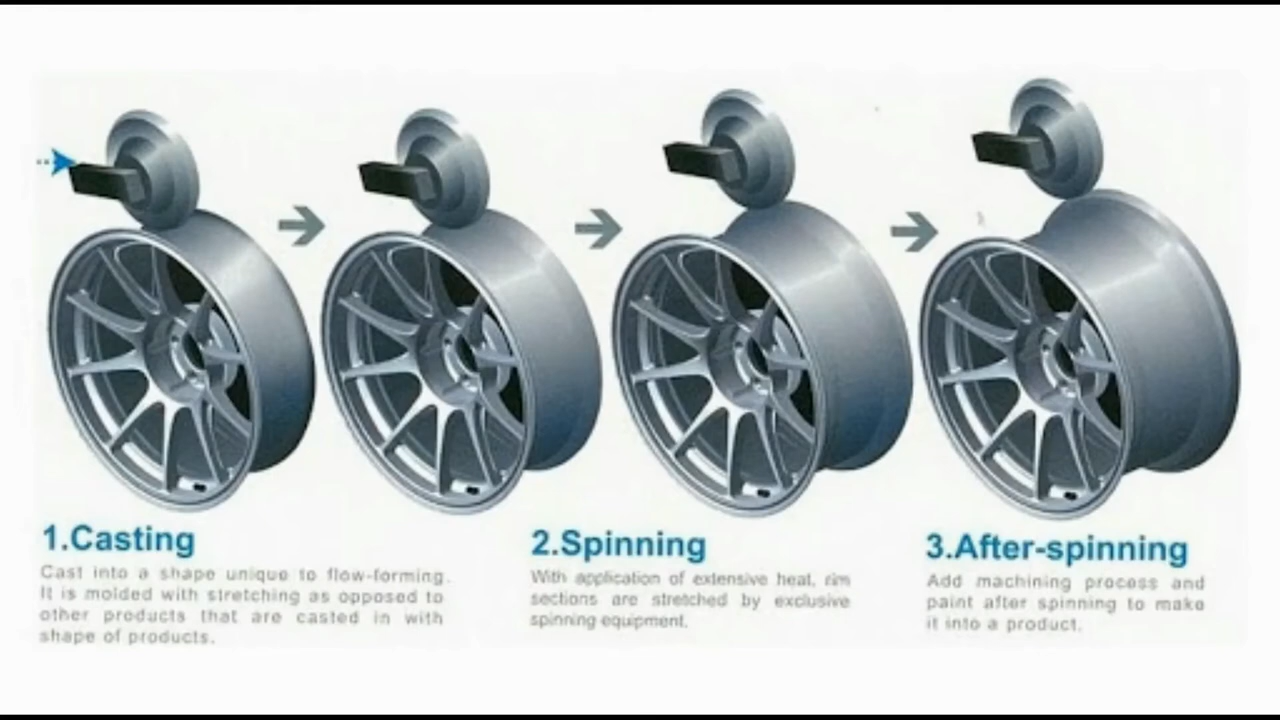 1.Casting
Cast into a shape unique to flow-forming.
It is molded with stretching as opposed to
other products that are casted in with
shape of products.
2.Spinning
With application of extensive heat, rim
sections are stretched by exclusive
spinning equipment.
3.After-spinning
Add machining process and
paint after spinning to make
it into a product.